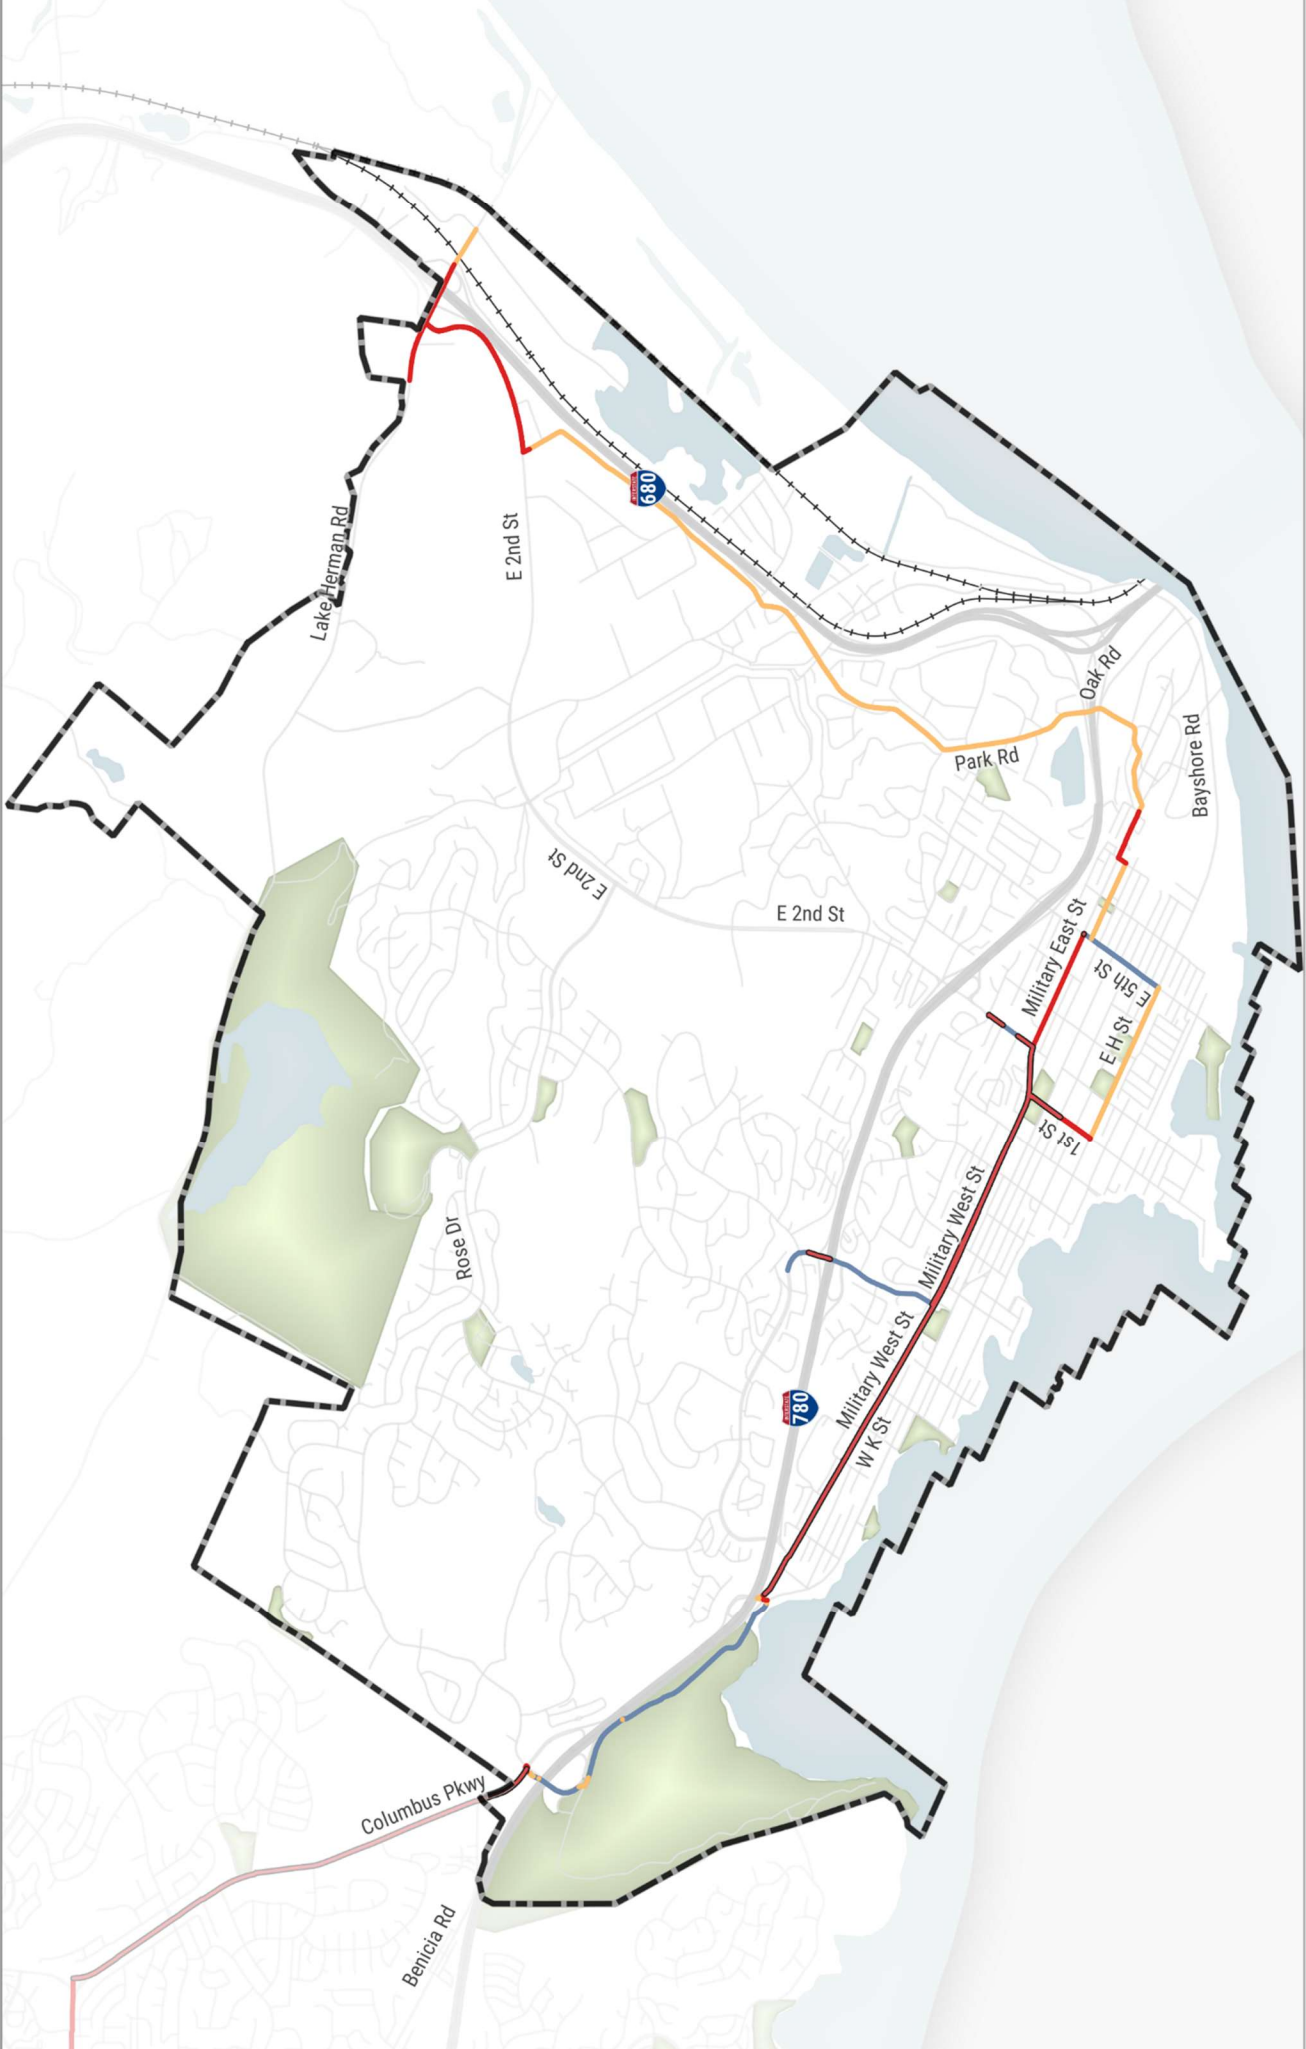 680
E 2nd St
Lake Herman Rd
Oak Rd
Bayshore Rd
Park Rd
E 2nd St
E 2nd St
Military East St
E 5th St
E H St
1st St
Military West St
Rose Dr
Military West St
780
W K St
Columbus Pkwy
Benicia Rd